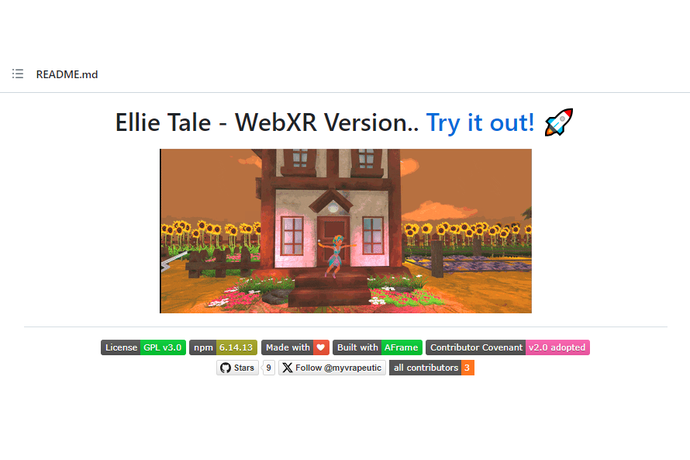 README.md
Ellie Tale - WebXR Version.. Try it out! 🚀
License GPL v3.0 npm 6.14.13 Made with ❤ Built with AFrame Contributor Covenant v2.0 adopted
Stars 9 Follow @myvrapeutic all contributors 3